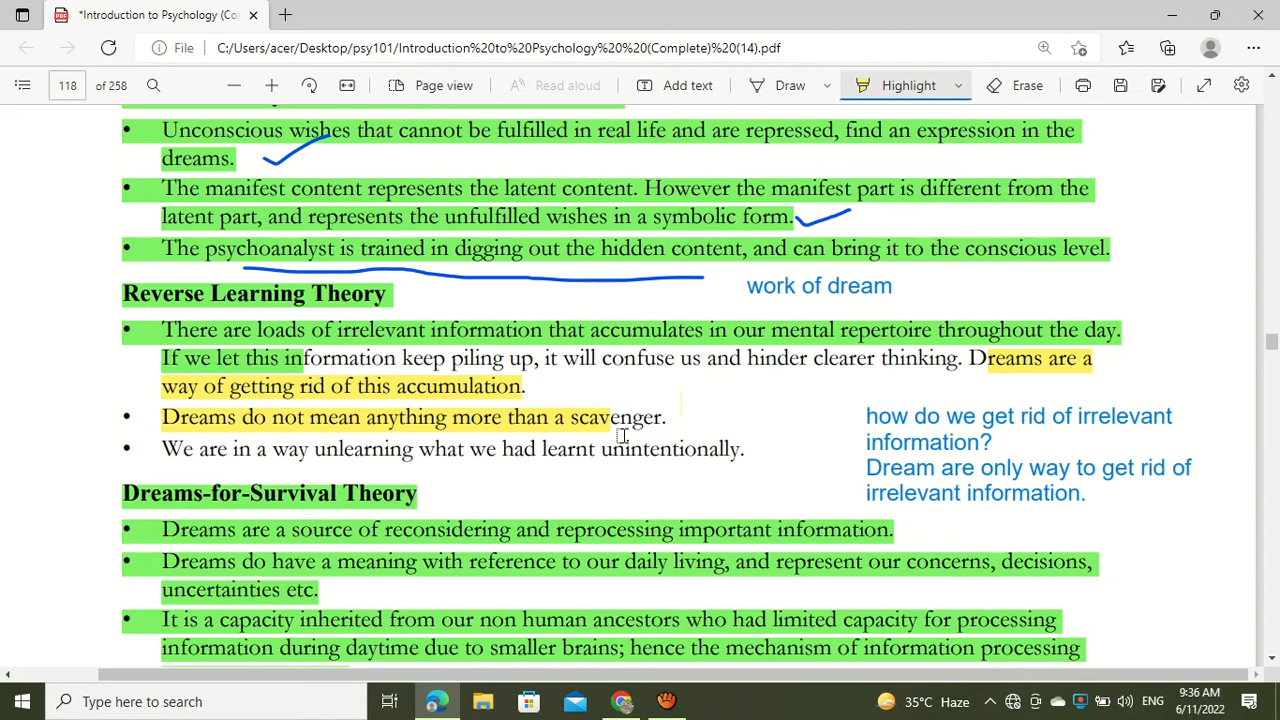 *Introduction to Psychology (Com
File
C:/Users/acer/Desktop/psy101/Introduction%20to%20Psychology%20%20(Complete)%20(14).pdf
118 of 258
Page view
Read aloud
Add text
Draw
Highlight
Erase
• Unconscious wishes that cannot be fulfilled in real life and are repressed, find an expression in the
dreams.
• The manifest content represents the latent content. However the manifest part is different from the
latent part, and represents the unfulfilled wishes in a symbolic form.
• The psychoanalyst is trained in digging out the hidden content, and can bring it to the conscious level.
work of dream
Reverse Learning Theory
• There are loads of irrelevant information that accumulates in our mental repertoire throughout the day.
If we let this information keep piling up, it will confuse us and hinder clearer thinking. Dreams are a
way of getting rid of this accumulation.
• Dreams do not mean anything more than a scavenger.
• We are in a way unlearning what we had learnt unintentionally.
how do we get rid of irrelevant
information?
Dream are only way to get rid of
irrelevant information.
Dreams-for-Survival Theory
• Dreams are a source of reconsidering and reprocessing important information.
• Dreams do have a meaning with reference to our daily living, and represent our concerns, decisions,
uncertainties etc.
• It is a capacity inherited from our non human ancestors who had limited capacity for processing
information during daytime due to smaller brains; hence the mechanism of information processing
Type here to search
35°C Haze
ENG
9:36 AM
6/11/2022